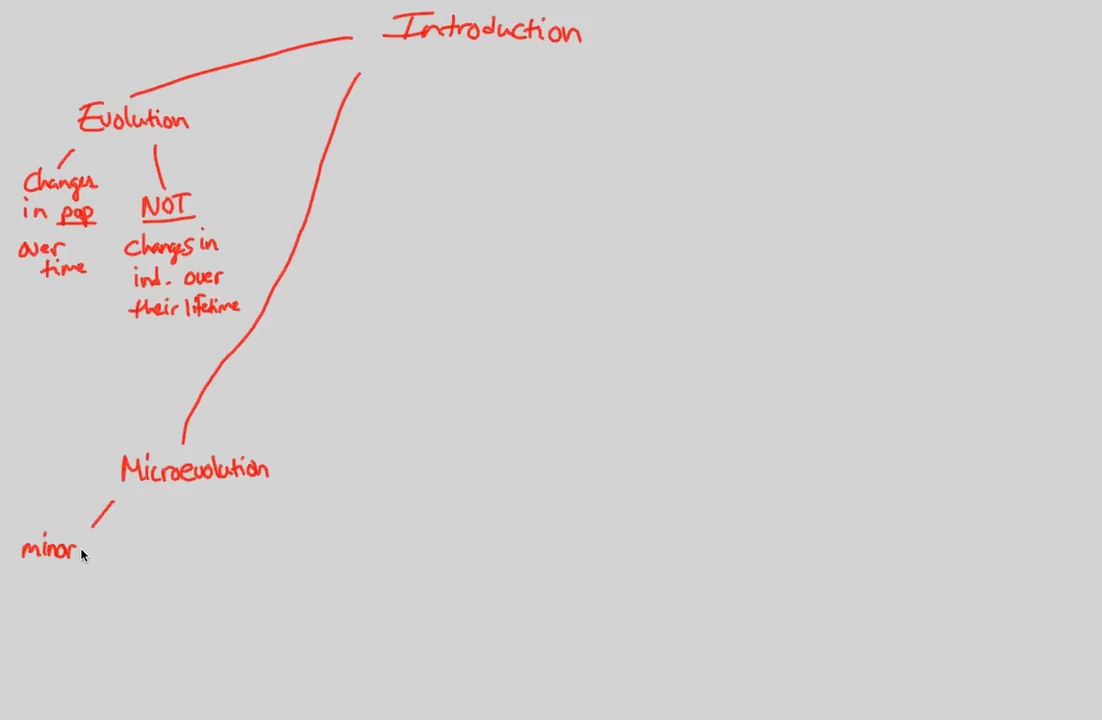 Introduction
Evolution
Changes
in pop
over
time
NOT
changes in
ind. over
their lifetime
Microevolution
minor